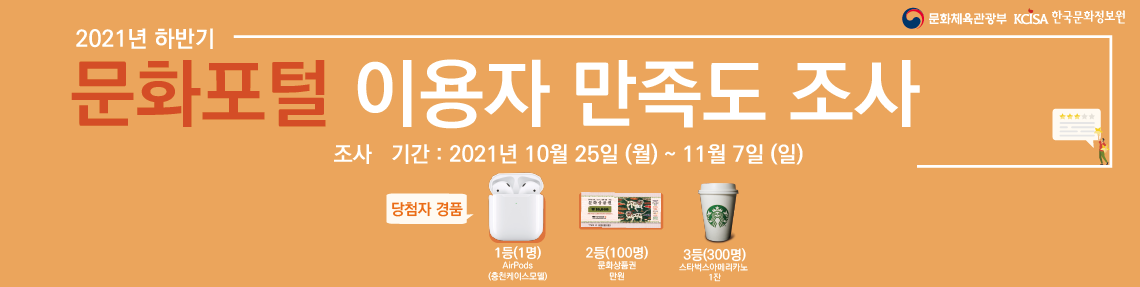 문화체육관광부 KCISA 한국문화정보원
2021년 하반기
문화포털 이용자 만족도 조사
조사 기간 : 2021년 10월 25일 (월) ~ 11월 7일 (일)
당첨자 경품
1등(1명)
AirPods
(충전케이스모델)
2등(100명)
문화상품권
만원
3등(300명)
스타벅스아메리카노
1잔